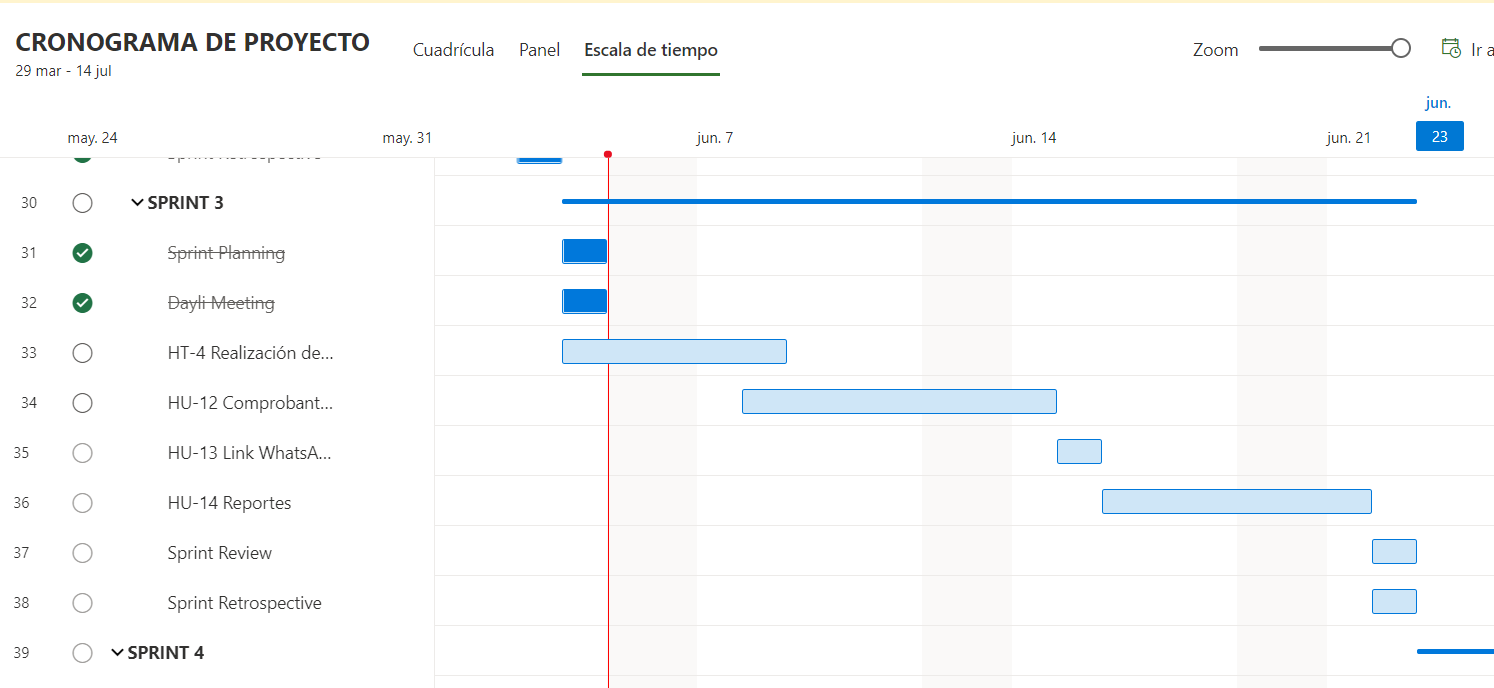 CRONOGRAMA DE PROYECTO
29 mar - 14 jul
Cuadrícula Panel Escala de tiempo
Zoom Ir a
jun.
may. 24 may. 31 jun. 7 jun. 14 jun. 21 23
Sprint Retrospective
30 SPRINT 3
31 Sprint Planning
32 Dayli Meeting
33 HT-4 Realización de...
34 HU-12 Comprobant...
35 HU-13 Link WhatsA...
36 HU-14 Reportes
37 Sprint Review
38 Sprint Retrospective
39 SPRINT 4